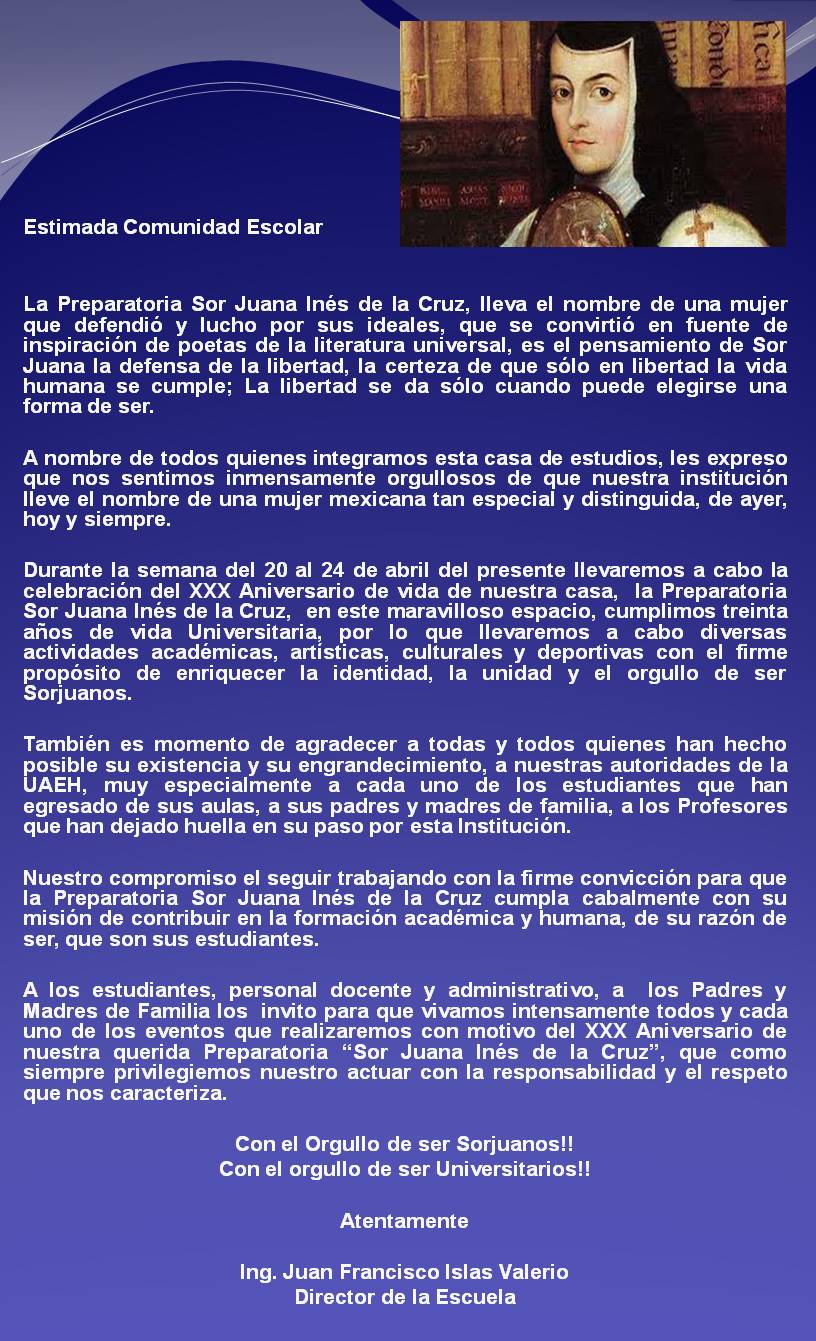 Estimada Comunidad Escolar
La Preparatoria Sor Juana Inés de la Cruz, lleva el nombre de una mujer
que defendió y lucho por sus ideales, que se convirtió en fuente de
inspiración de poetas de la literatura universal, es el pensamiento de Sor
Juana la defensa de la libertad, la certeza de que sólo en libertad la vida
humana se cumple; La libertad se da sólo cuando puede elegirse una
forma de ser.
A nombre de todos quienes integramos esta casa de estudios, les expreso
que nos sentimos inmensamente orgullosos de que nuestra institución
lleve el nombre de una mujer mexicana tan especial y distinguida, de ayer,
hoy y siempre.
Durante la semana del 20 al 24 de abril del presente llevaremos a cabo la
celebración del XXX Aniversario de vida de nuestra casa, la Preparatoria
Sor Juana Inés de la Cruz, en este maravilloso espacio, cumplimos treinta
años de vida Universitaria, por lo que llevaremos a cabo diversas
actividades académicas, artísticas, culturales y deportivas con el firme
propósito de enriquecer la identidad, la unidad y el orgullo de ser
Sorjuanos.
También es momento de agradecer a todas y todos quienes han hecho
posible su existencia y su engrandecimiento, a nuestras autoridades de la
UAEH, muy especialmente a cada uno de los estudiantes que han
egresado de sus aulas, a sus padres y madres de familia, a los Profesores
que han dejado huella en su paso por esta Institución.
Nuestro compromiso el seguir trabajando con la firme convicción para que
la Preparatoria Sor Juana Inés de la Cruz cumpla cabalmente con su
misión de contribuir en la formación académica y humana, de su razón de
ser, que son sus estudiantes.
A los estudiantes, personal docente y administrativo, a los Padres y
Madres de Familia los invito para que vivamos intensamente todos y cada
uno de los eventos que realizaremos con motivo del XXX Aniversario de
nuestra querida Preparatoria “Sor Juana Inés de la Cruz”, que como
siempre privilegiemos nuestro actuar con la responsabilidad y el respeto
que nos caracteriza.
Con el Orgullo de ser Sorjuanos!!
Con el orgullo de ser Universitarios!!
Atentamente
Ing. Juan Francisco Islas Valerio
Director de la Escuela